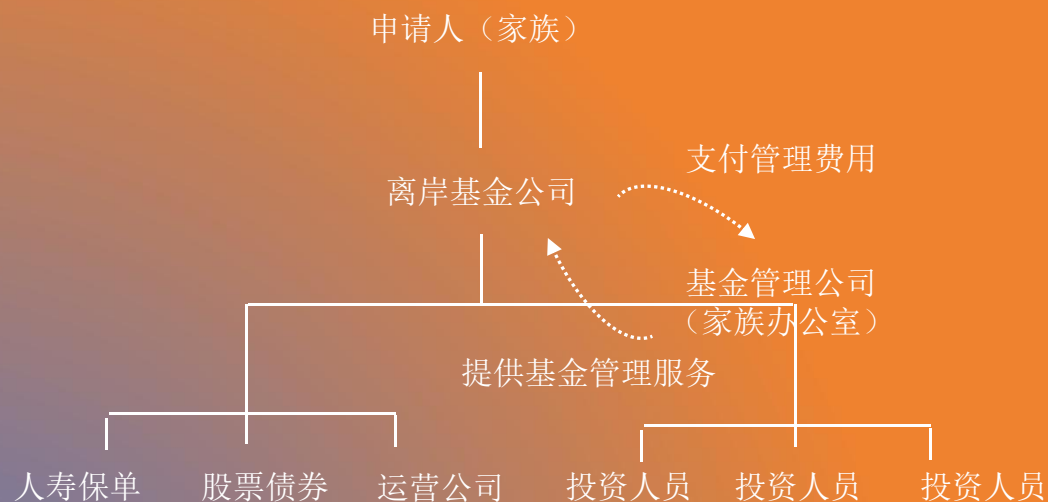 申请人（家族）
支付管理费用
离岸基金公司
基金管理公司
（家族办公室）
提供基金管理服务
人寿保单
股票债券
运营公司
投资人员
投资人员
投资人员